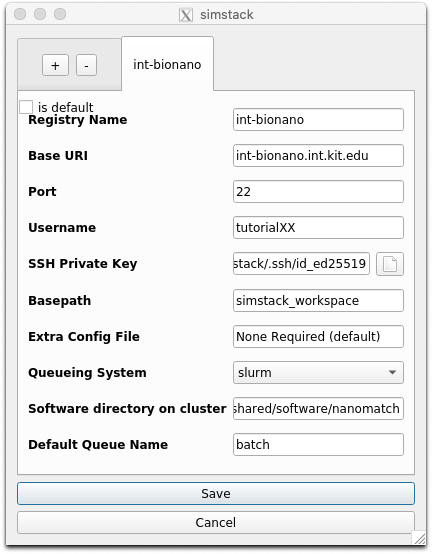 simstack
+ - int-bionano
is default
Registry Name int-bionano
Base URI int-bionano.int.kit.edu
Port 22
Username tutorialXX
SSH Private Key stack/.ssh/id_ed25519
Basepath simstack_workspace
Extra Config File None Required (default)
Queueing System slurm
Software directory on cluster shared/software/nanomatch
Default Queue Name batch
Save
Cancel